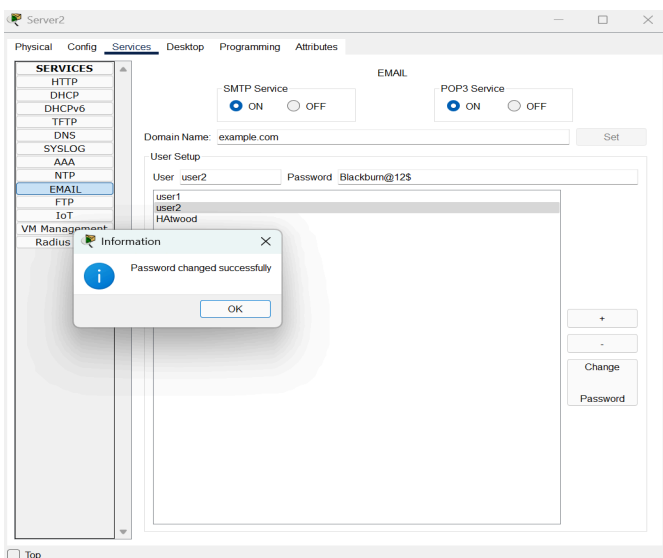 Server2
Physical Config Services Desktop Programming Attributes
SERVICES
HTTP
DHCP
DHCPv6
TFTP
DNS
SYSLOG
AAA
NTP
EMAIL
FTP
IoT
VM Management
Radius
EMAIL
SMTP Service
ON OFF
POP3 Service
ON OFF
Domain Name: example.com Set
User Setup
User user2 Password Blackburn@12$
user1
user2
HAtwood
Information
Password changed successfully
OK
+
-
Change
Password
Top